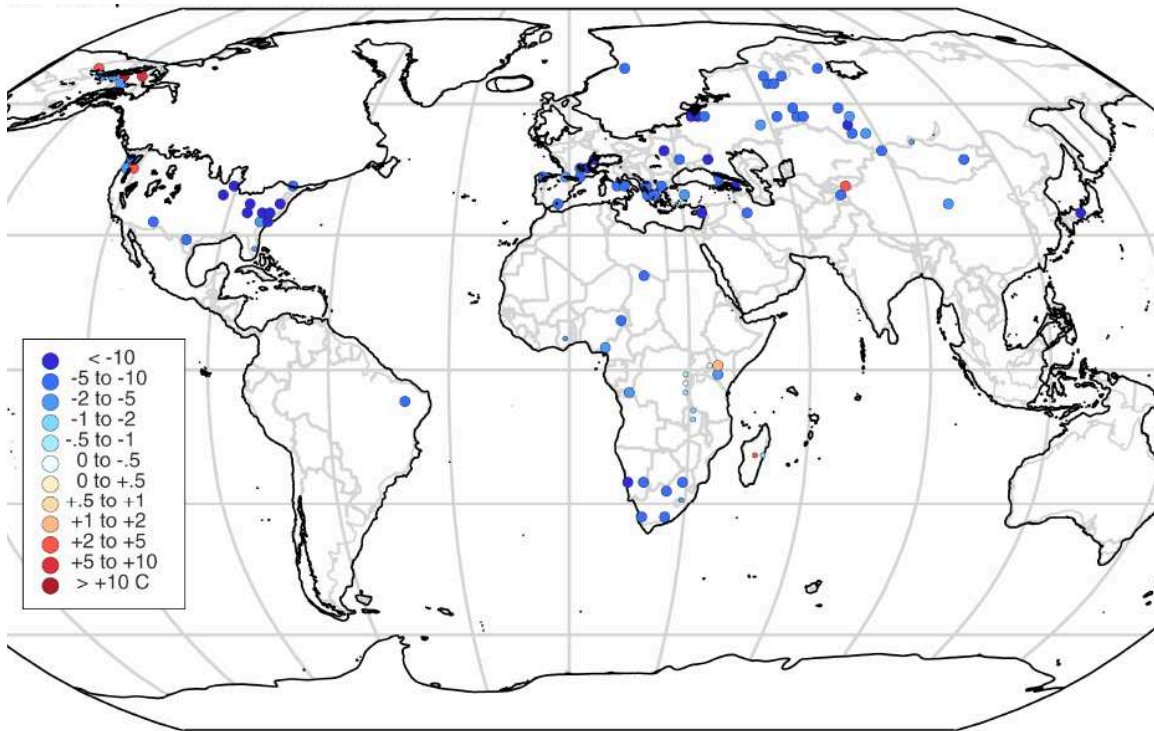 < -10
-5 to -10
-2 to -5
-1 to -2
-.5 to -1
0 to -.5
0 to +.5
+.5 to +1
+1 to +2
+2 to +5
+5 to +10
> +10 C